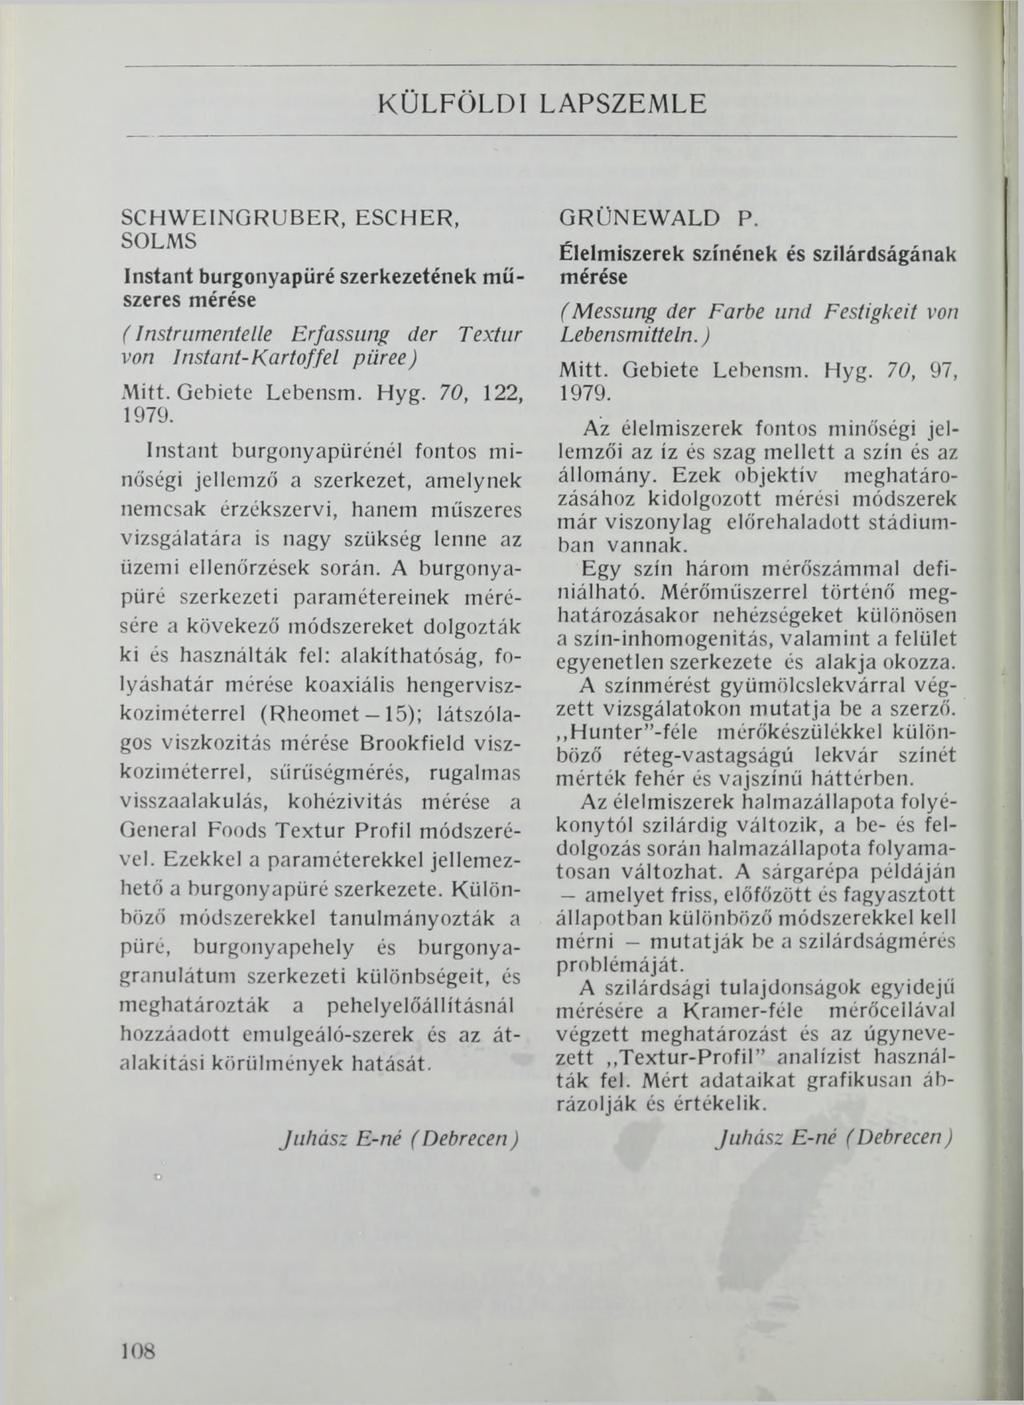 KÜLFÖLDI LAPSZEMLE
SCHWEINGRUBER, ESCHER,
SOLMS
Instant burgonyapüré szerkezetének mű-
szeres mérése
(Instrumentelle Erfassung der Textur
von Instant-Kartoffel püree)
Mitt. Gebiete Lebensm. Hyg. 70, 122,
1979.
Instant burgonyapürénél fontos mi-
nőségi jellemző a szerkezet, amelynek
nemcsak érzékszervi, hanem műszeres
vizsgálatára is nagy szükség lenne az
üzemi ellenőrzések során. A burgonya-
püré szerkezeti paramétereinek méré-
sére a kövekező módszereket dolgozták
ki és használták fel: alakíthatóság, fo-
lyáshatár mérése koaxiális hengervisz-
koziméterrel (Rheomet – 15); látszóla-
gos viszkozitás mérése Brookfield visz-
koziméterrel, sűrűségmérés, rugalmas
visszaalakulás, kohézivitás mérése a
General Foods Textur Profil módszeré-
vel. Ezekkel a paraméterekkel jellemez-
hető a burgonyapüré szerkezete. Külön-
böző módszerekkel tanulmányozták a
püré, burgonyapehely és burgonya-
granulátum szerkezeti különbségeit, és
meghatározták a pehelyelőállításnál
hozzáadott emulgeáló-szerek és az át-
alakítási körülmények hatását.
Juhász E-né (Debrecen)
GRÜNEWALD P.
Élelmiszerek színének és szilárdságának
mérése
(Messung der Farbe und Festigkeit von
Lebensmitteln.)
Mitt. Gebiete Lebensm. Hyg. 70, 97,
1979.
Az élelmiszerek fontos minőségi jel-
lemzői az íz és szag mellett a szín és az
állomány. Ezek objektív meghatáro-
zásához kidolgozott mérési módszerek
már viszonylag előrehaladott stádium-
ban vannak.
Egy szín három mérőszámmal defi-
niálható. Mérőműszerrel történő meg-
határozásakor nehézségeket különösen
a szín-inhomogenitás, valamint a felület
egyenetlen szerkezete és alakja okozza.
A színmérést gyümölcslekvárral vég-
zett vizsgálatokon mutatja be a szerző.
„Hunter”-féle mérőkészülékkel külön-
böző réteg-vastagságú lekvár színét
mérték fehér és vajszínű háttérben.
Az élelmiszerek halmazállapota folyé-
konytól szilárdig változik, a be- és fel-
dolgozás során halmazállapota folyama-
tosan változhat. A sárgarépa példáján
– amelyet friss, előfőzött és fagyasztott
állapotban különböző módszerekkel kell
mérni – mutatják be a szilárdságmérés
problémáját.
A szilárdsági tulajdonságok egyidejű
mérésére a Kramer-féle mérőcellával
végzett meghatározást és az úgyneve-
zett „Textur-Profil” analízist használ-
ták fel. Mért adataikat grafikusan áb-
rázolják és értékelik.
Juhász E-né (Debrecen)
108